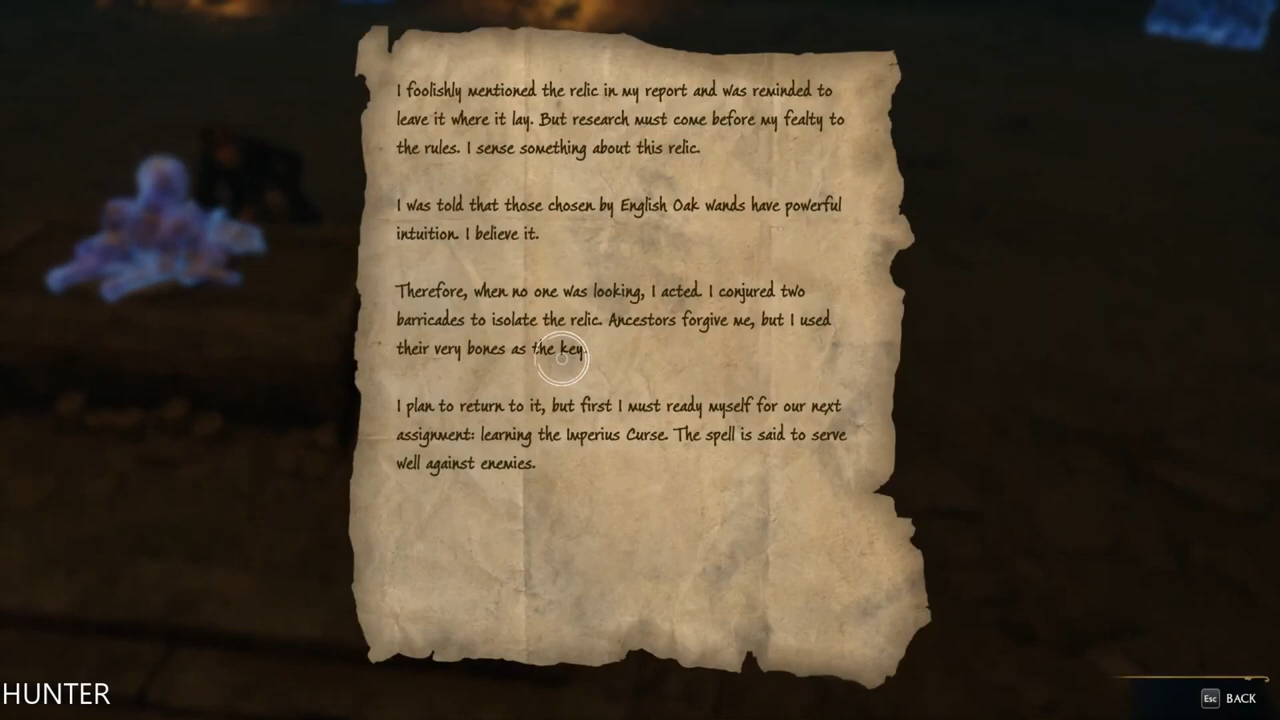 I foolishly mentioned the relic in my report and was reminded to
leave it where it lay. But research must come before my fealty to
the rules. I sense something about this relic.
I was told that those chosen by English Oak wands have powerful
intuition. I believe it.
Therefore, when no one was looking, I acted. I conjured two
barricades to isolate the relic. Ancestors forgive me, but I used
their very bones as the key.
I plan to return to it, but first I must ready myself for our next
assignment: learning the Imperius Curse. The spell is said to serve
well against enemies.
HUNTER
Esc BACK